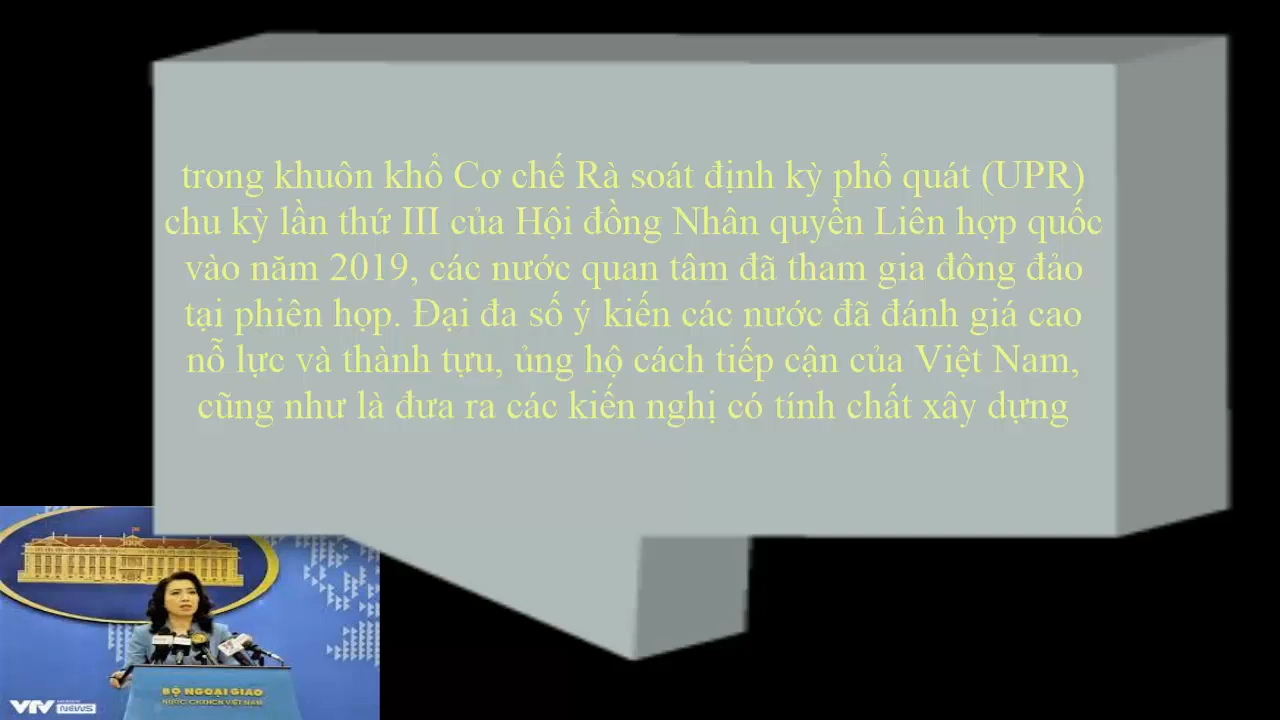 trong khuôn khổ Cơ chế Rà soát định kỳ phổ quát (UPR)
chu kỳ lần thứ III của Hội đồng Nhân quyền Liên hợp quốc
vào năm 2019, các nước quan tâm đã tham gia đông đảo
tại phiên họp. Đại đa số ý kiến các nước đã đánh giá cao
nỗ lực và thành tựu, ủng hộ cách tiếp cận của Việt Nam,
cũng như là đưa ra các kiến nghị có tính chất xây dựng
BỘ NGOẠI GIAO
NƯỚC CHXHCN VIỆT NAM
VTV NEWS